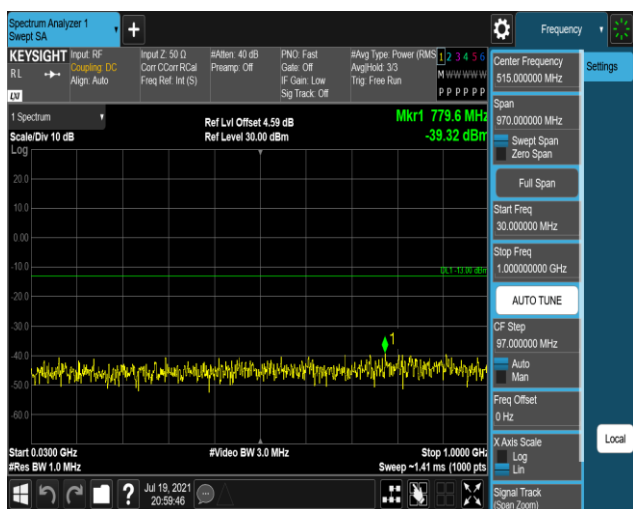 Spectrum Analyzer 1
Swept SA
+
Frequency
KEYSIGHT
RL
LXI
Input: RF
Coupling: DC
Align: Auto
Input Z: 50 Ω
Corr CCorr RCal
Freq Ref: Int (S)
#Atten: 40 dB
Preamp: Off
PNO: Fast
Gate: Off
IF Gain: Low
Sig Track: Off
#Avg Type: Power (RMS
Avg|Hold: 3/3
Trig: Free Run
1 2 3 4 5 6
M W W W W W
P P P P P P
1 Spectrum
Scale/Div 10 dB
Log
Ref Lvl Offset 4.59 dB
Ref Level 30.00 dBm
Mkr1 779.6 MHz
-39.32 dBm
20.0
10.0
0.00
-10.0
DL1 -13.00 dBm
-20.0
-30.0
1
-40.0
-50.0
-60.0
Start 0.0300 GHz
#Res BW 1.0 MHz
#Video BW 3.0 MHz
Stop 1.0000 GHz
Sweep ~1.41 ms (1000 pts
Jul 19, 2021
20:59:46
?
Center Frequency
515.000000 MHz
Span
970.000000 MHz
Swept Span
Zero Span
Full Span
Start Freq
30.000000 MHz
Stop Freq
1.000000000 GHz
AUTO TUNE
CF Step
97.000000 MHz
Auto
Man
Freq Offset
0 Hz
X Axis Scale
Log
Lin
Signal Track
(Span Zoom)
Settings
Local